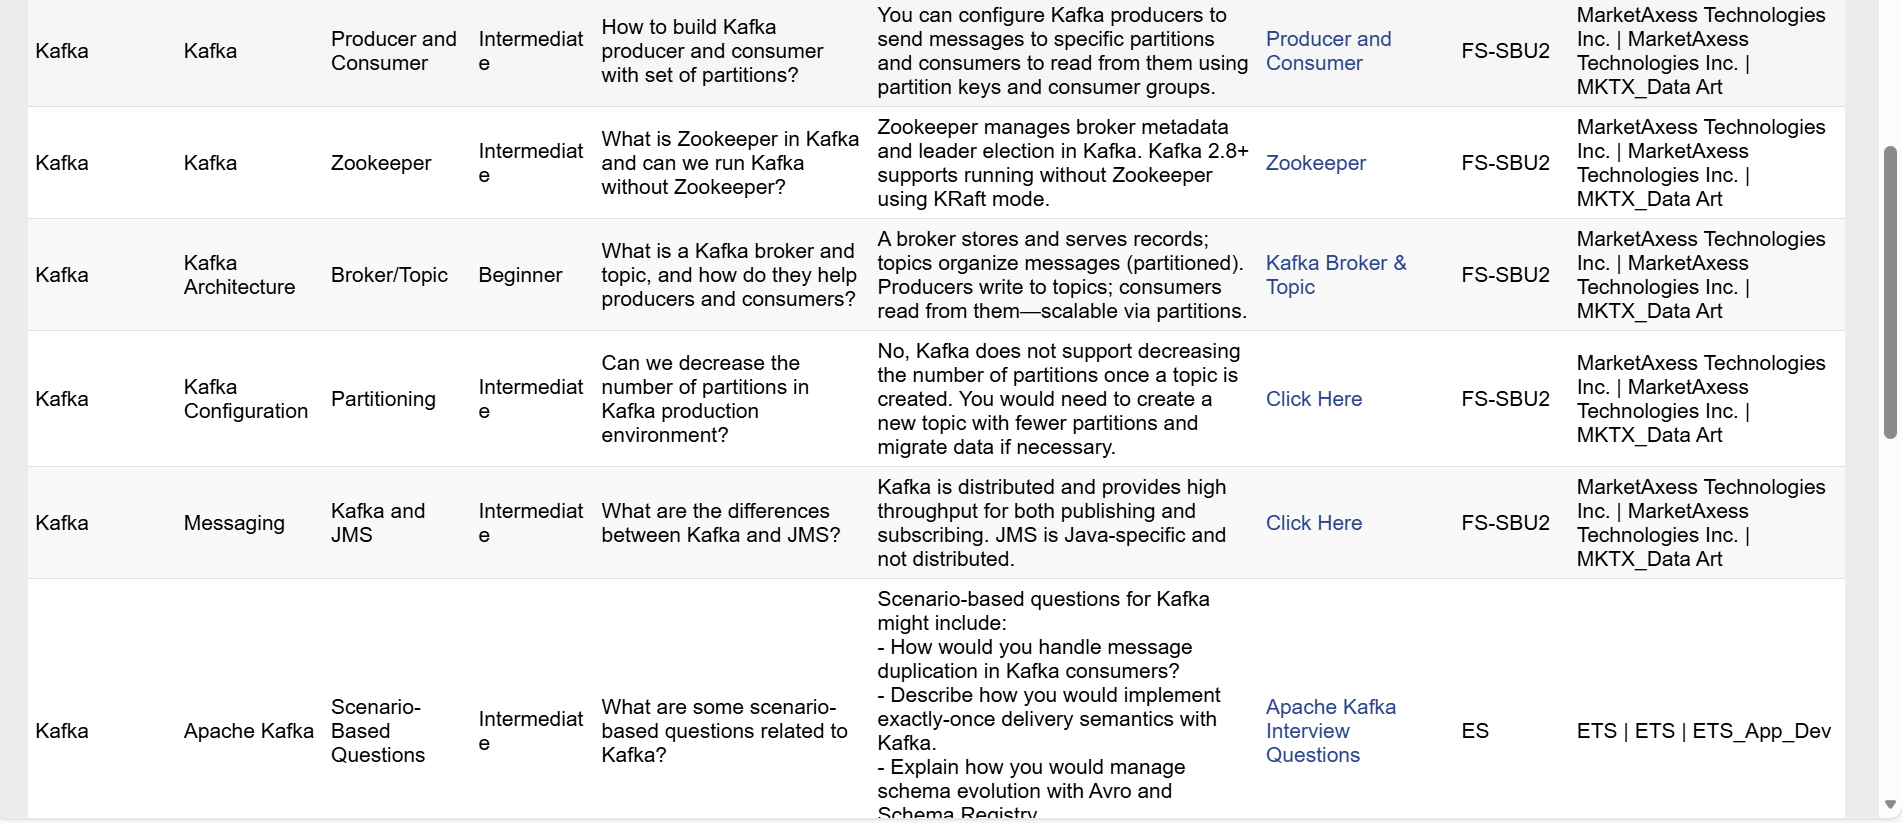 Kafka
Kafka
Producer and
Consumer
Intermediat
e
How to build Kafka
producer and consumer
with set of partitions?
You can configure Kafka producers to
send messages to specific partitions
and consumers to read from them using
partition keys and consumer groups.
Producer and
Consumer
FS-SBU2
MarketAxess Technologies
Inc. | MarketAxess
Technologies Inc. |
MKTX_Data Art
Kafka
Kafka
Zookeeper
Intermediat
e
What is Zookeeper in Kafka
and can we run Kafka
without Zookeeper?
Zookeeper manages broker metadata
and leader election in Kafka. Kafka 2.8+
supports running without Zookeeper
using KRaft mode.
Zookeeper
FS-SBU2
MarketAxess Technologies
Inc. | MarketAxess
Technologies Inc. |
MKTX_Data Art
Kafka
Kafka
Architecture
Broker/Topic
Beginner
What is a Kafka broker and
topic, and how do they help
producers and consumers?
A broker stores and serves records;
topics organize messages (partitioned).
Producers write to topics; consumers
read from them—scalable via partitions.
Kafka Broker &
Topic
FS-SBU2
MarketAxess Technologies
Inc. | MarketAxess
Technologies Inc. |
MKTX_Data Art
Kafka
Kafka
Configuration
Partitioning
Intermediat
e
Can we decrease the
number of partitions in
Kafka production
environment?
No, Kafka does not support decreasing
the number of partitions once a topic is
created. You would need to create a
new topic with fewer partitions and
migrate data if necessary.
Click Here
FS-SBU2
MarketAxess Technologies
Inc. | MarketAxess
Technologies Inc. |
MKTX_Data Art
Kafka
Messaging
Kafka and
JMS
Intermediat
e
What are the differences
between Kafka and JMS?
Kafka is distributed and provides high
throughput for both publishing and
subscribing. JMS is Java-specific and
not distributed.
Click Here
FS-SBU2
MarketAxess Technologies
Inc. | MarketAxess
Technologies Inc. |
MKTX_Data Art
Kafka
Apache Kafka
Scenario-
Based
Questions
Intermediat
e
What are some scenario-
based questions related to
Kafka?
Scenario-based questions for Kafka
might include:
- How would you handle message
duplication in Kafka consumers?
- Describe how you would implement
exactly-once delivery semantics with
Kafka.
- Explain how you would manage
schema evolution with Avro and
Schema Registry
Apache Kafka
Interview
Questions
ES
ETS | ETS | ETS_App_Dev